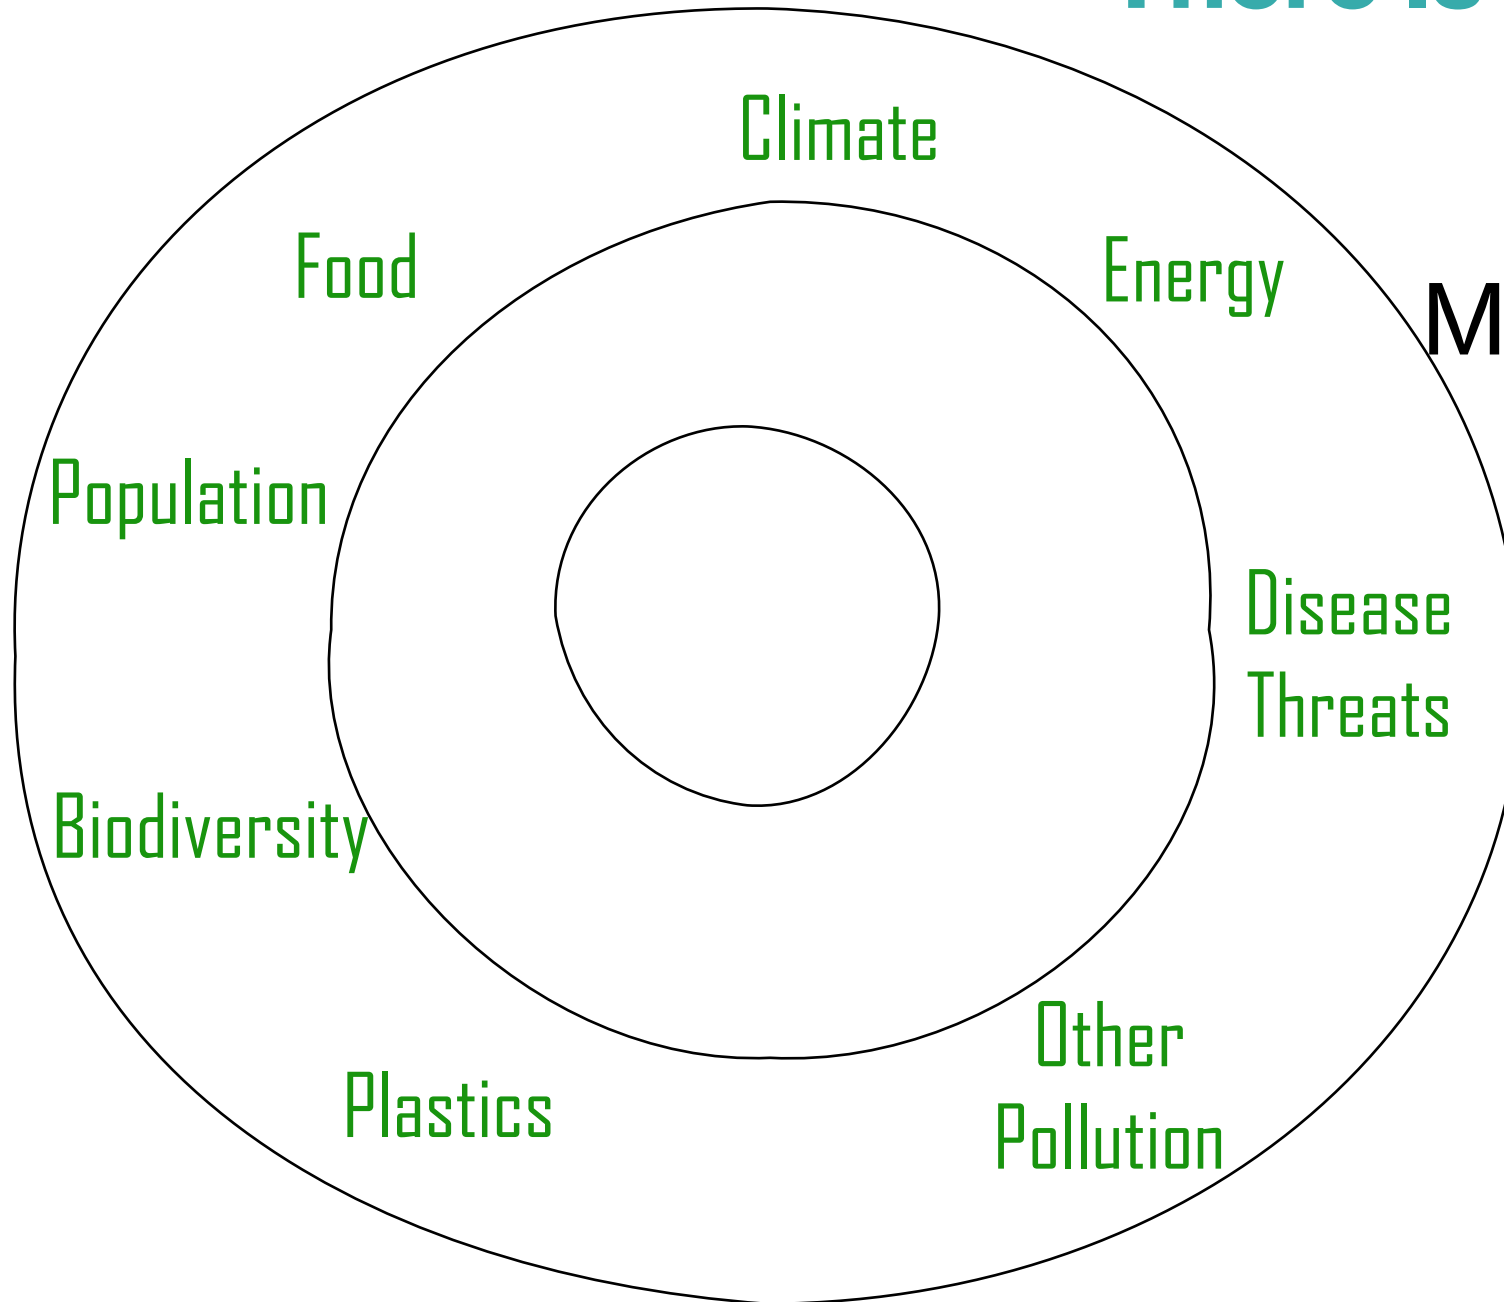 Climate
Food
Energy
M
Population
Disease
Threats
Biodiversity
Other
Pollution
Plastics